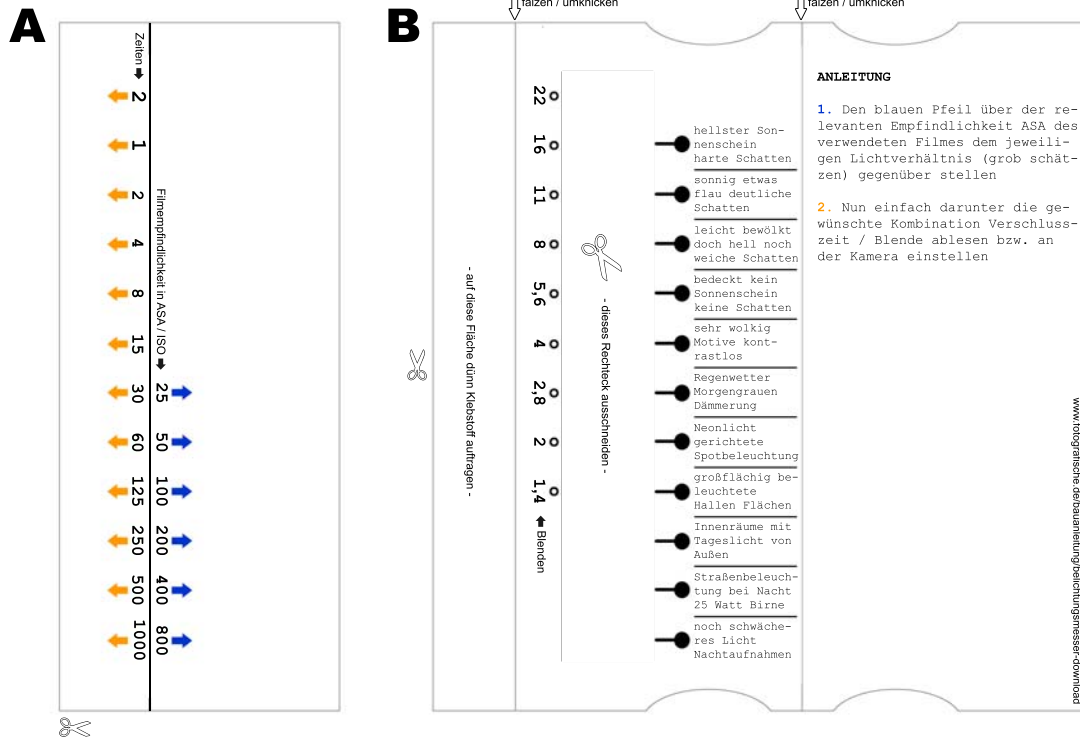 A
Zeiten
2
1
2
4
8
15
30
60
125
250
500
1000
Filmempfindlichkeit in ASA / ISO
25
50
100
200
400
800
B
falzen / umknicken
falzen / umknicken
- auf diese Fläche dünn Klebstoff auftragen -
22
16
11
8
5,6
4
2,8
2
1,4
Blenden
- dieses Rechteck ausschneiden -
hellster Son-
nenschein
harte Schatten
sonnig etwas
flau deutliche
Schatten
leicht bewölkt
doch hell noch
weiche Schatten
bedeckt kein
Sonnenschein
keine Schatten
sehr wolkig
Motive kont-
rastlos
Regenwetter
Morgengrauen
Dämmerung
Neonlicht
gerichtete
Spotbeleuchtung
großflächig be-
leuchtete
Hallen Flächen
Innenräume mit
Tageslicht von
Außen
Straßenbeleuch-
tung bei Nacht
25 Watt Birne
noch schwäche-
res Licht
Nachtaufnahmen
ANLEITUNG
1. Den blauen Pfeil über der re-
levanten Empfindlichkeit ASA des
verwendeten Filmes dem jeweili-
gen Lichtverhältnis (grob schät-
zen) gegenüber stellen
2. Nun einfach darunter die ge-
wünschte Kombination Verschluss-
zeit / Blende ablesen bzw. an
der Kamera einstellen
www.fotografische.de/bauanleitung/belichtungsmesser-download